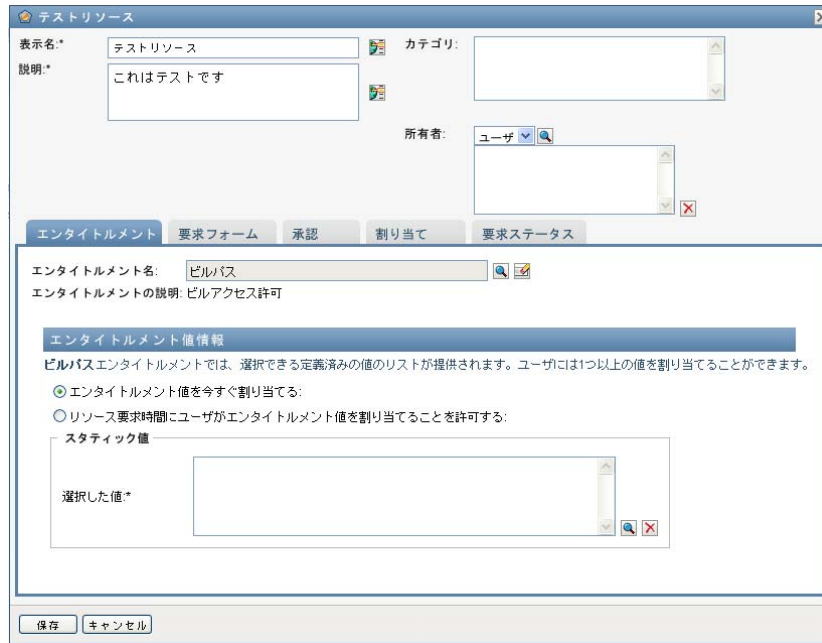 テストリソース
表示名:*
テストリソース
カテゴリ:
説明:*
これはテストです
所有者:
ユーザ
エンタイトルメント
要求フォーム
承認
割り当て
要求ステータス
エンタイトルメント名:
ビルパス
エンタイトルメントの説明: ビルアクセス許可
エンタイトルメント値情報
ビルパスエンタイトルメントでは、選択できる定義済みの値のリストが提供されます。ユーザには1つ以上の値を割り当てることができます。
エンタイトルメント値を今すぐ割り当てる:
リソース要求時間にユーザがエンタイトルメント値を割り当てることを許可する:
スタティック値
選択した値:*
保存
キャンセル